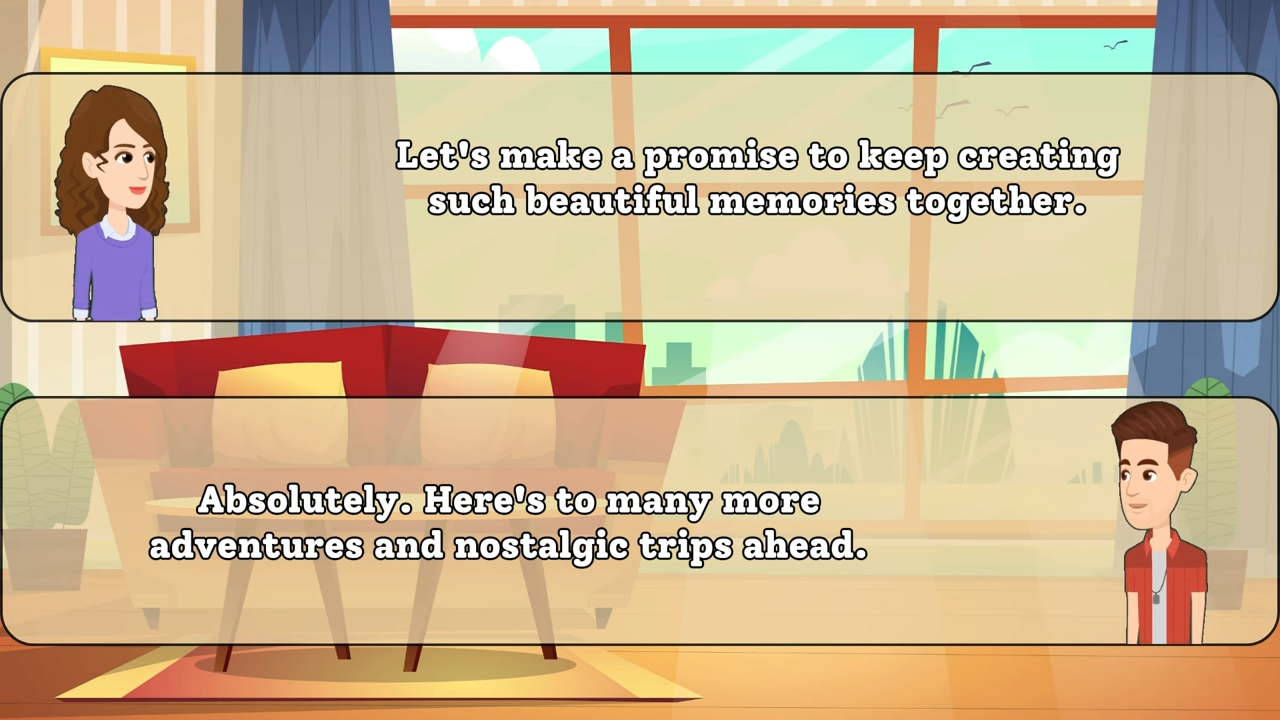 Let's make a promise to keep creating
such beautiful memories together.
Absolutely. Here's to many more
adventures and nostalgic trips ahead.